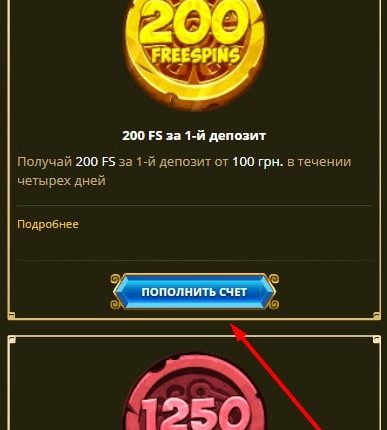 200
FREESPINS
200 FS за 1-й депозит
Получай 200 FS за 1-й депозит от 100 грн. в течении
четырех дней
Подробнее
ПОПОЛНИТЬ СЧЕТ
1250